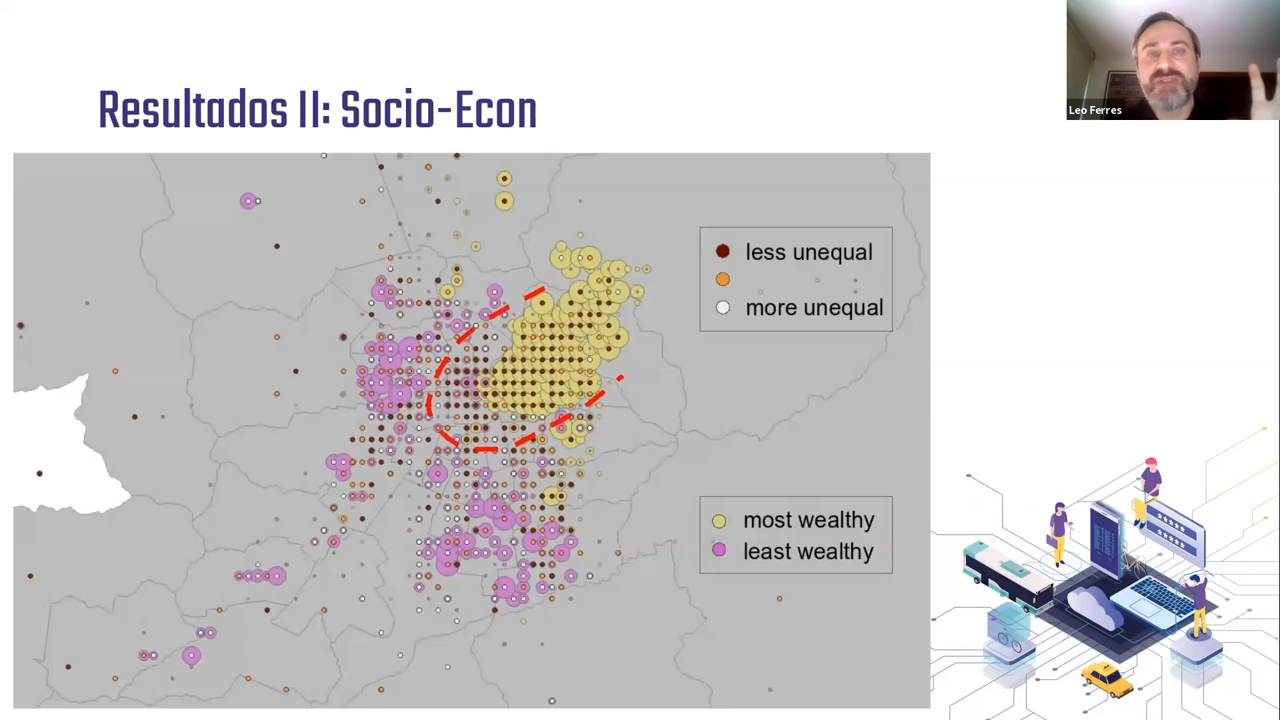 Resultados II: Socio-Econ
Leo Ferres
less unequal
more unequal
most wealthy
least wealthy